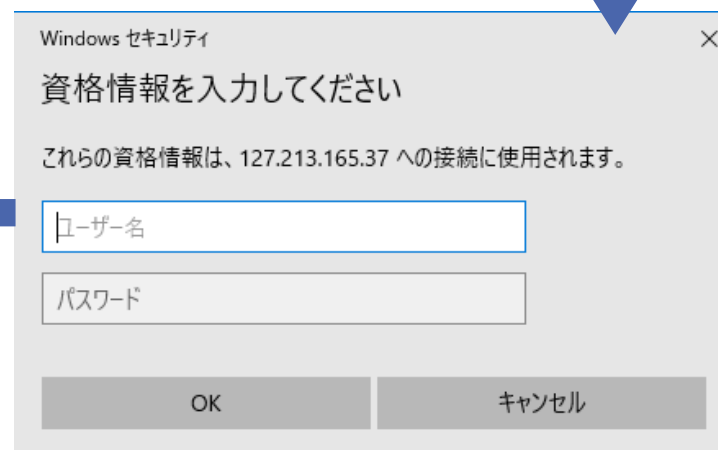 Windows セキュリティ
資格情報を入力してください
これらの資格情報は、127.213.165.37 への接続に使用されます。
ユーザー名
パスワード
OK
キャンセル